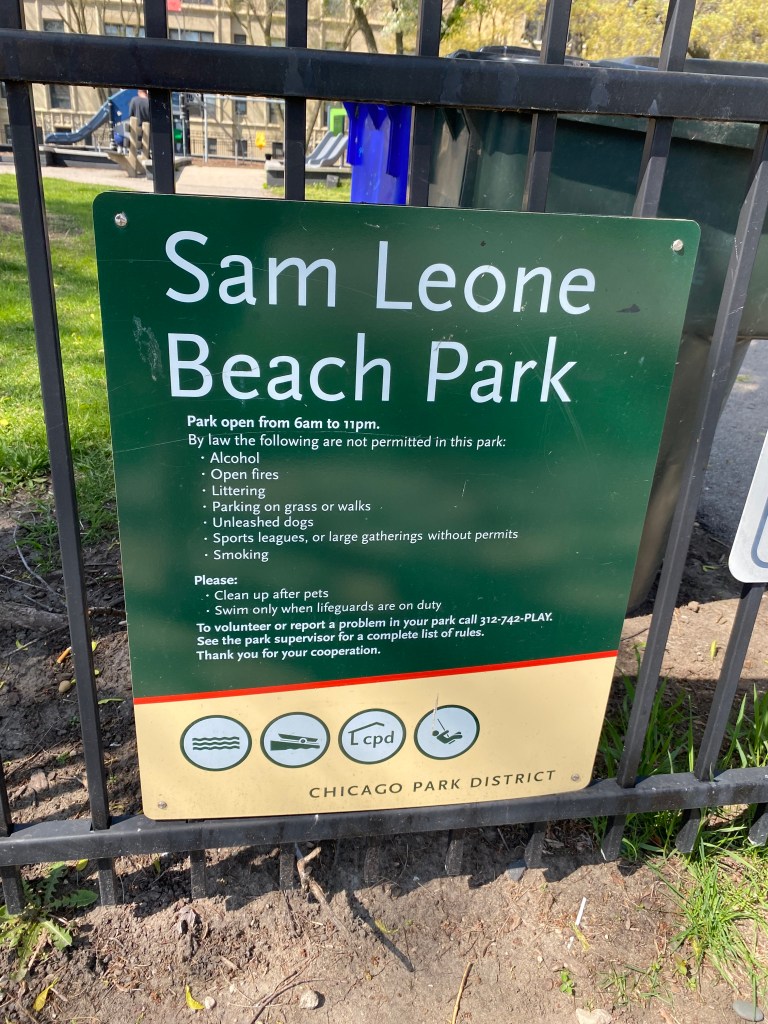 Sam Leone
Beach Park
Park open from 6am to 11pm.
By law the following are not permitted in this park:
· Alcohol
· Open fires
· Littering
· Parking on grass or walks
· Unleashed dogs
· Sports leagues, or large gatherings without permits
· Smoking
Please:
· Clean up after pets
· Swim only when lifeguards are on duty
To volunteer or report a problem in your park call 312-742-PLAY.
See the park supervisor for a complete list of rules.
Thank you for your cooperation.
cpd
CHICAGO PARK DISTRICT